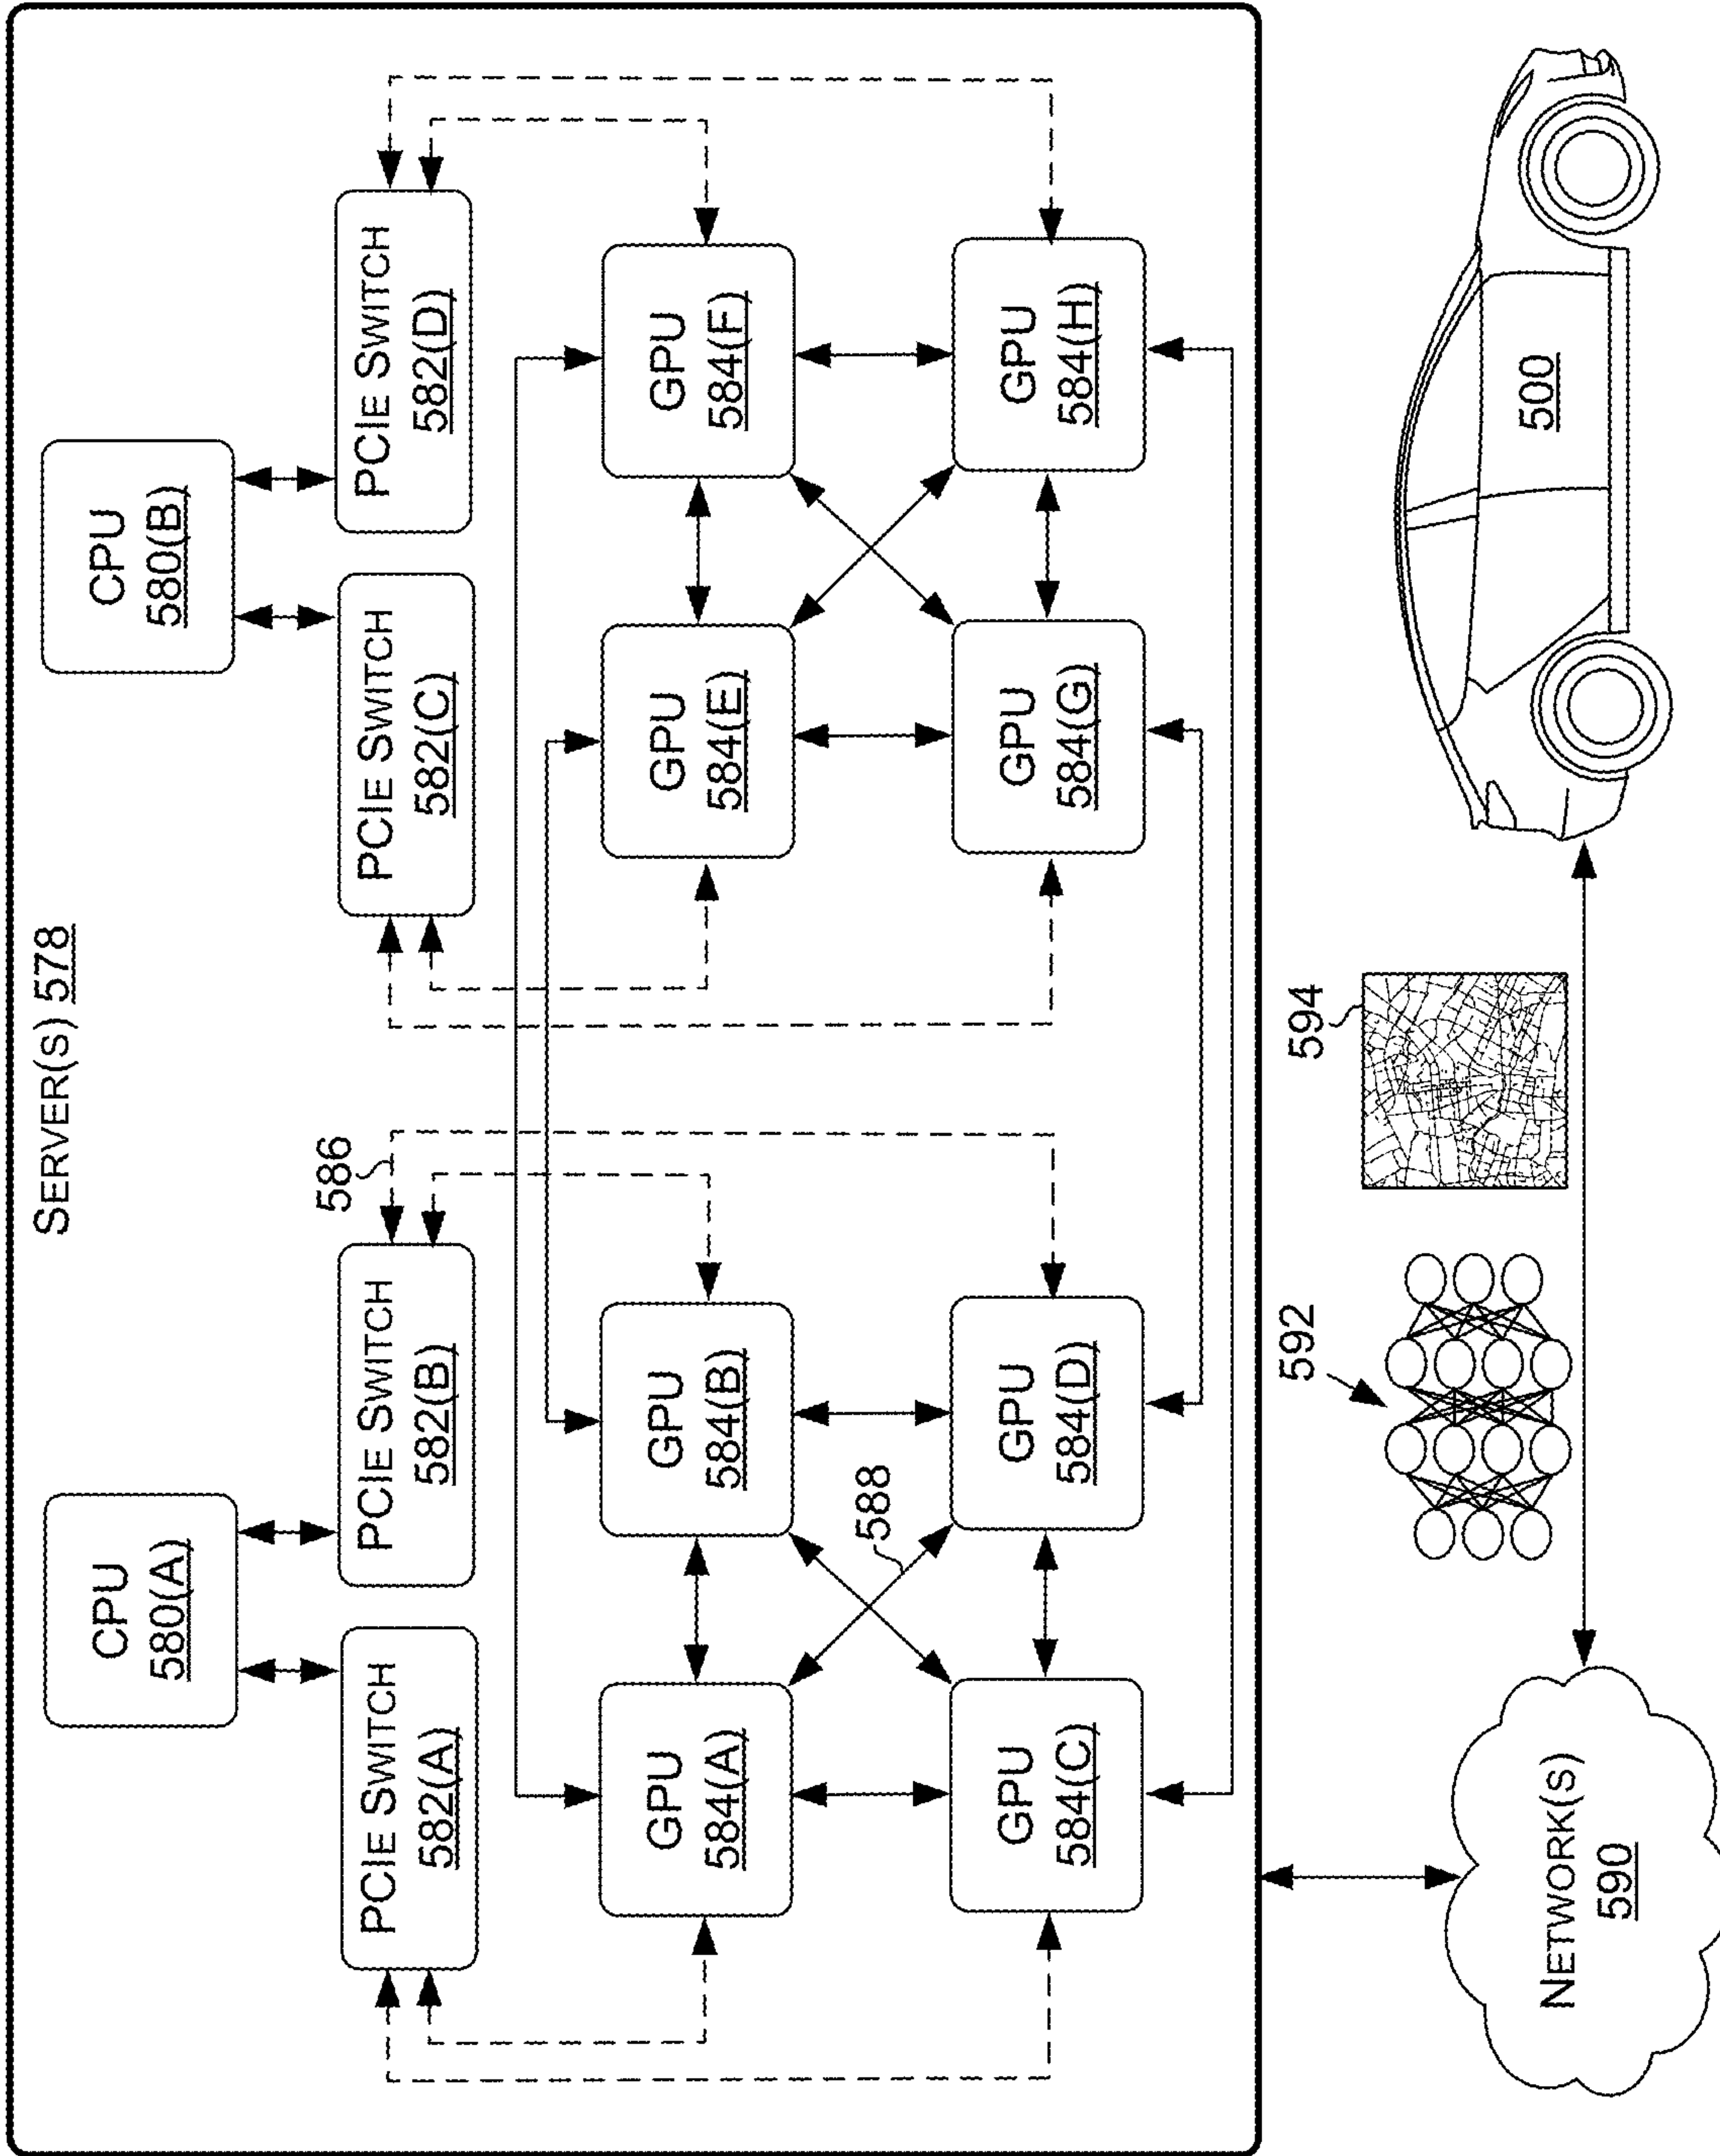 SERVER(S) 578
CPU
580(A)
CPU
580(B)
PCIE SWITCH
582(A)
PCIE SWITCH
582(B)
586
PCIE SWITCH
582(C)
PCIE SWITCH
582(D)
GPU
584(A)
GPU
584(B)
GPU
584(E)
GPU
584(F)
588
GPU
584(C)
GPU
584(D)
GPU
584(G)
GPU
584(H)
NETWORK(S)
590
592
594
500